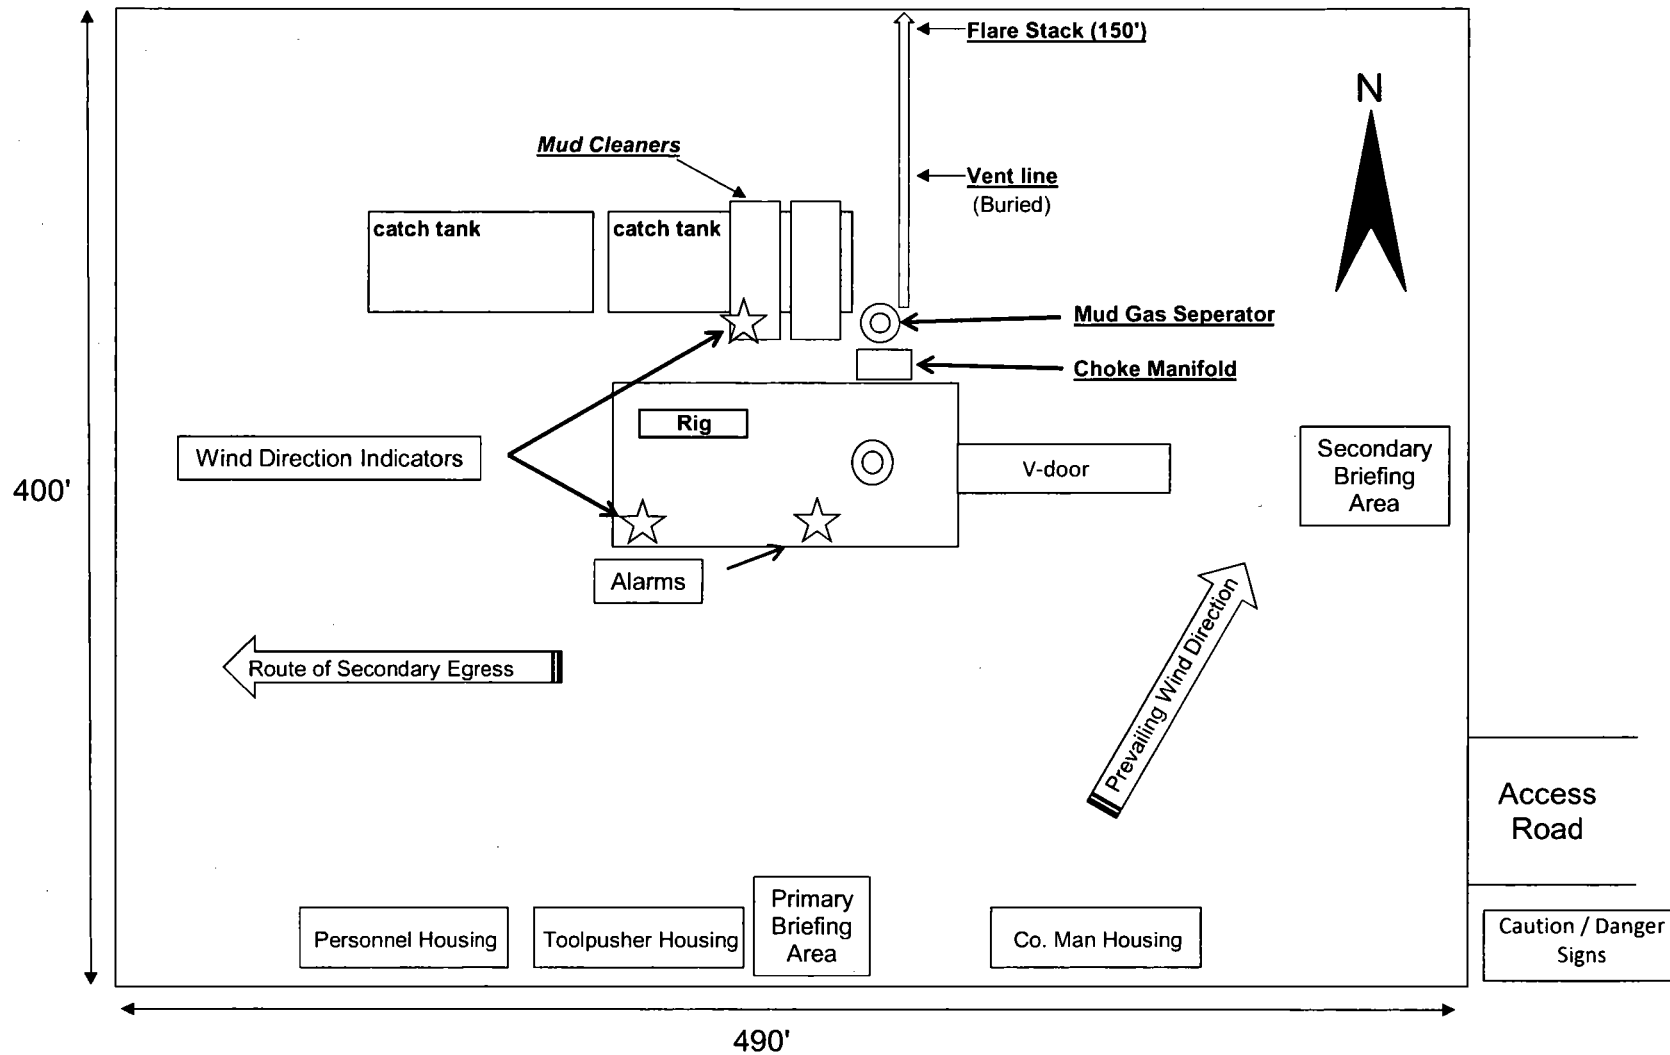 Flare Stack (150')
N
Mud Cleaners
Vent line
(Buried)
catch tank
catch tank
Mud Gas Seperator
Choke Manifold
Rig
Wind Direction Indicators
V-door
Secondary
Briefing
Area
400'
Alarms
Prevailing Wind Direction
Route of Secondary Egress
Access
Road
Personnel Housing
Toolpusher Housing
Primary
Briefing
Area
Co. Man Housing
Caution / Danger
Signs
490'